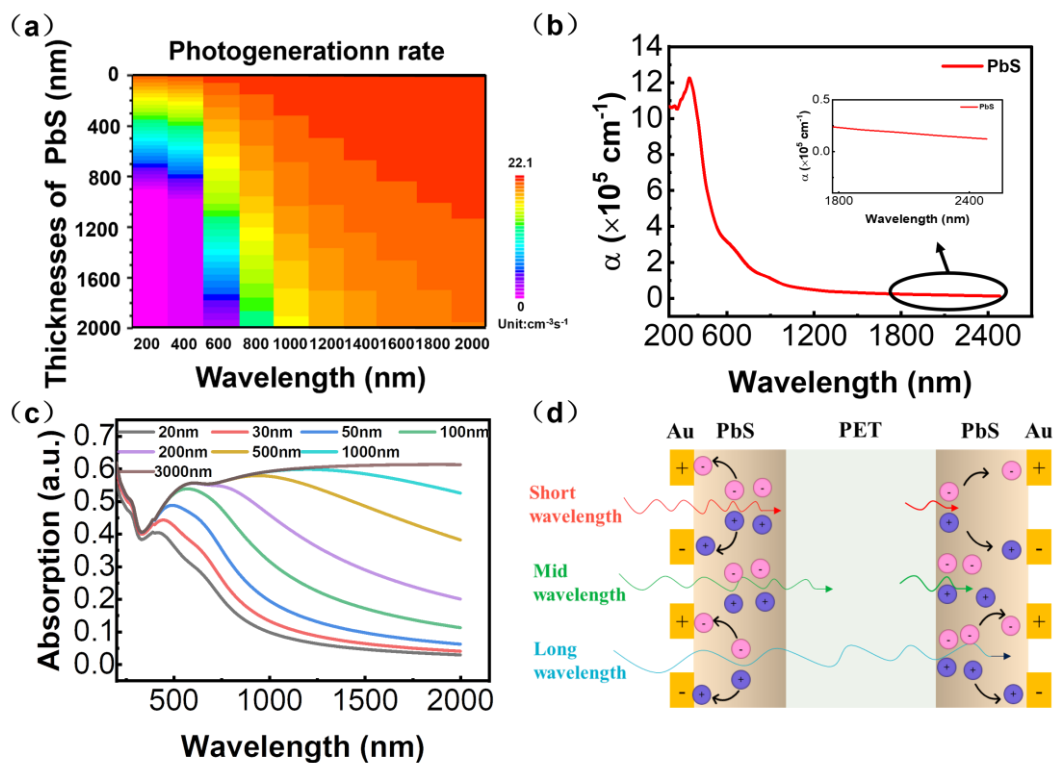 （a）
Photogenerationn rate
Thicknesses of PbS (nm)
0
400
800
1200
1600
2000
200 400 600 800 1000 1200 1400 1600 1800 2000
Wavelength (nm)
22.1
0
Unit:cm⁻³s⁻¹
（b）
α (×10⁵ cm⁻¹)
14
12
10
8
6
4
2
0
200 600 1200 1800 2400
Wavelength (nm)
PbS
α (×10⁵ cm⁻¹)
0.5
0.0
1800 2400
Wavelength (nm)
PbS
（c）
Absorption (a.u.)
0.7
0.6
0.5
0.4
0.3
0.2
0.1
0.0
20nm 30nm 50nm 100nm
200nm 500nm 1000nm
3000nm
500 1000 1500 2000
Wavelength (nm)
（d）
Au PbS PET PbS Au
Short
wavelength
Mid
wavelength
Long
wavelength